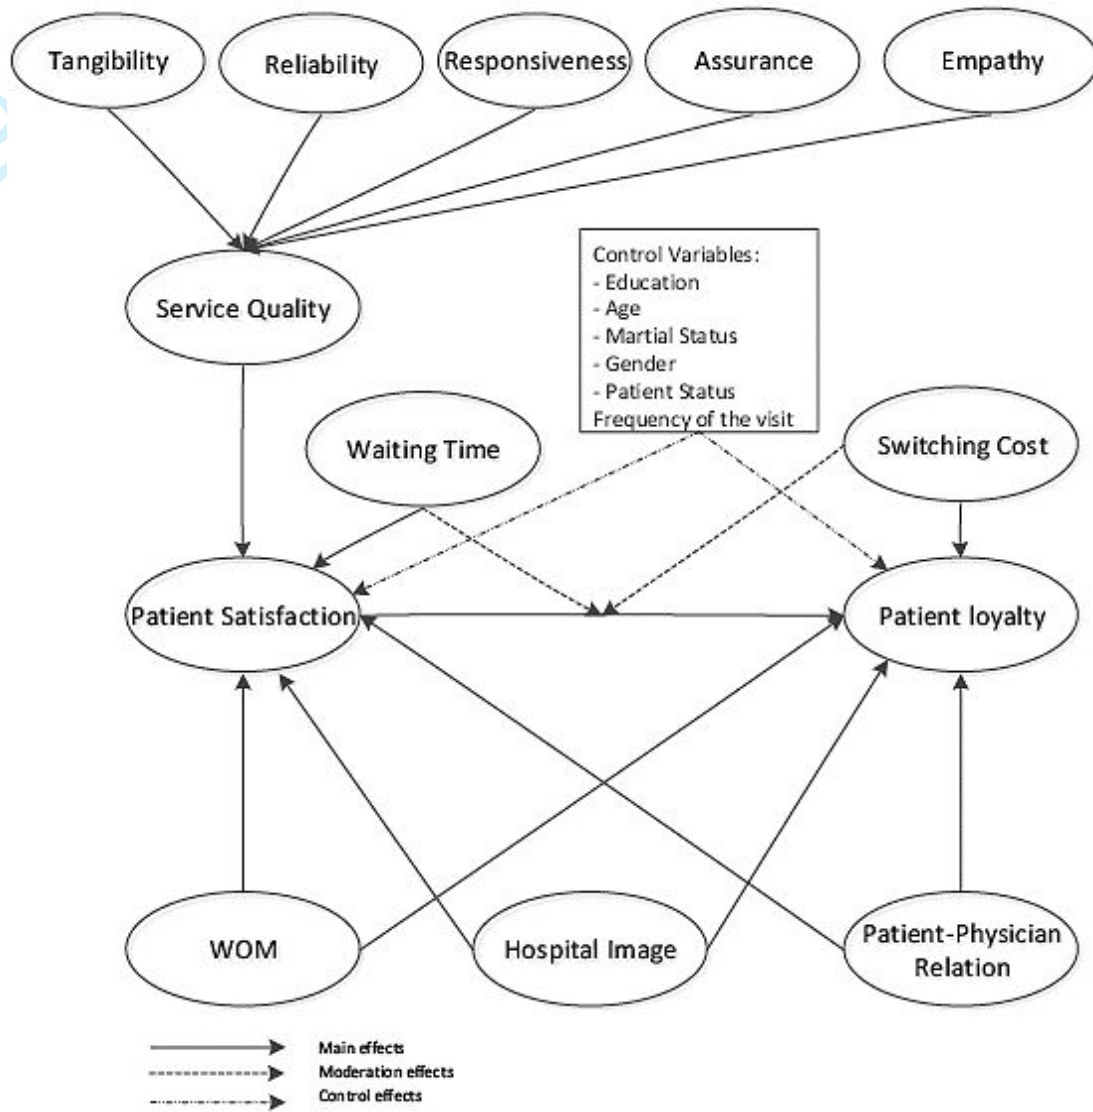 Tangibility
Reliability
Responsiveness
Assurance
Empathy
Service Quality
Control Variables:
- Education
- Age
- Martial Status
- Gender
- Patient Status
Frequency of the visit
Waiting Time
Switching Cost
Patient Satisfaction
Patient loyalty
WOM
Hospital Image
Patient-Physician
Relation
Main effects
Moderation effects
Control effects